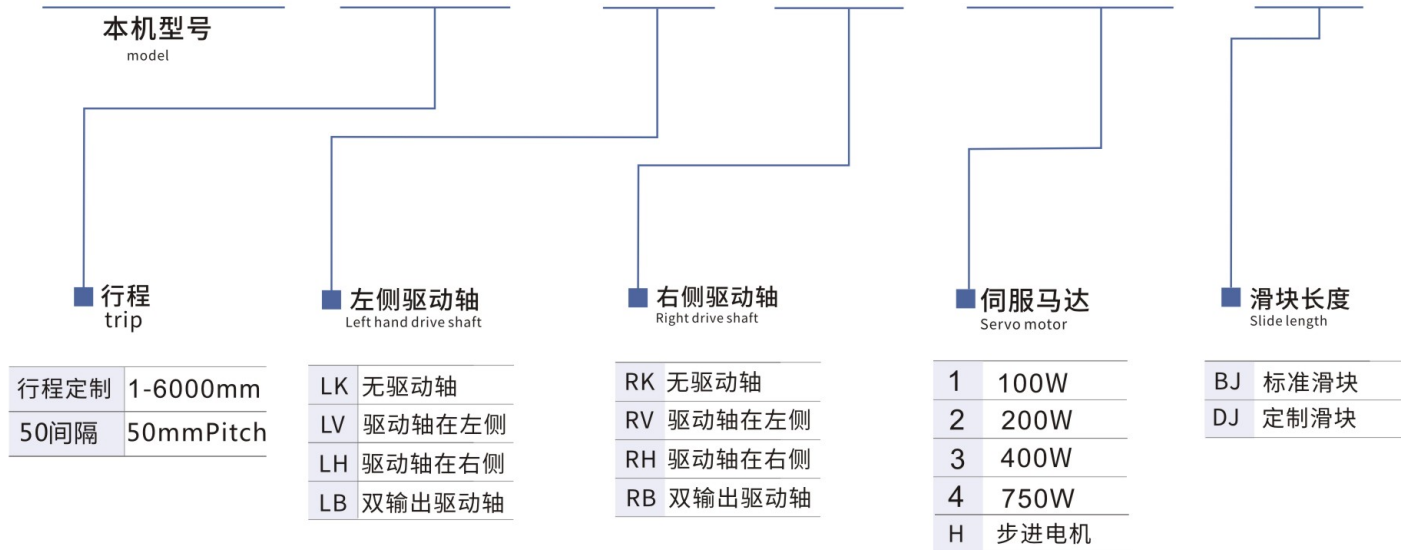 本机型号
model
行程
trip
左侧驱动轴
Left hand drive shaft
右侧驱动轴
Right drive shaft
伺服马达
Servo motor
滑块长度
Slide length
行程定制 1-6000mm
50间隔 50mmPitch
LK 无驱动轴
LV 驱动轴在左侧
LH 驱动轴在右侧
LB 双输出驱动轴
RK 无驱动轴
RV 驱动轴在左侧
RH 驱动轴在右侧
RB 双输出驱动轴
1 100W
2 200W
3 400W
4 750W
H 步进电机
BJ 标准滑块
DJ 定制滑块